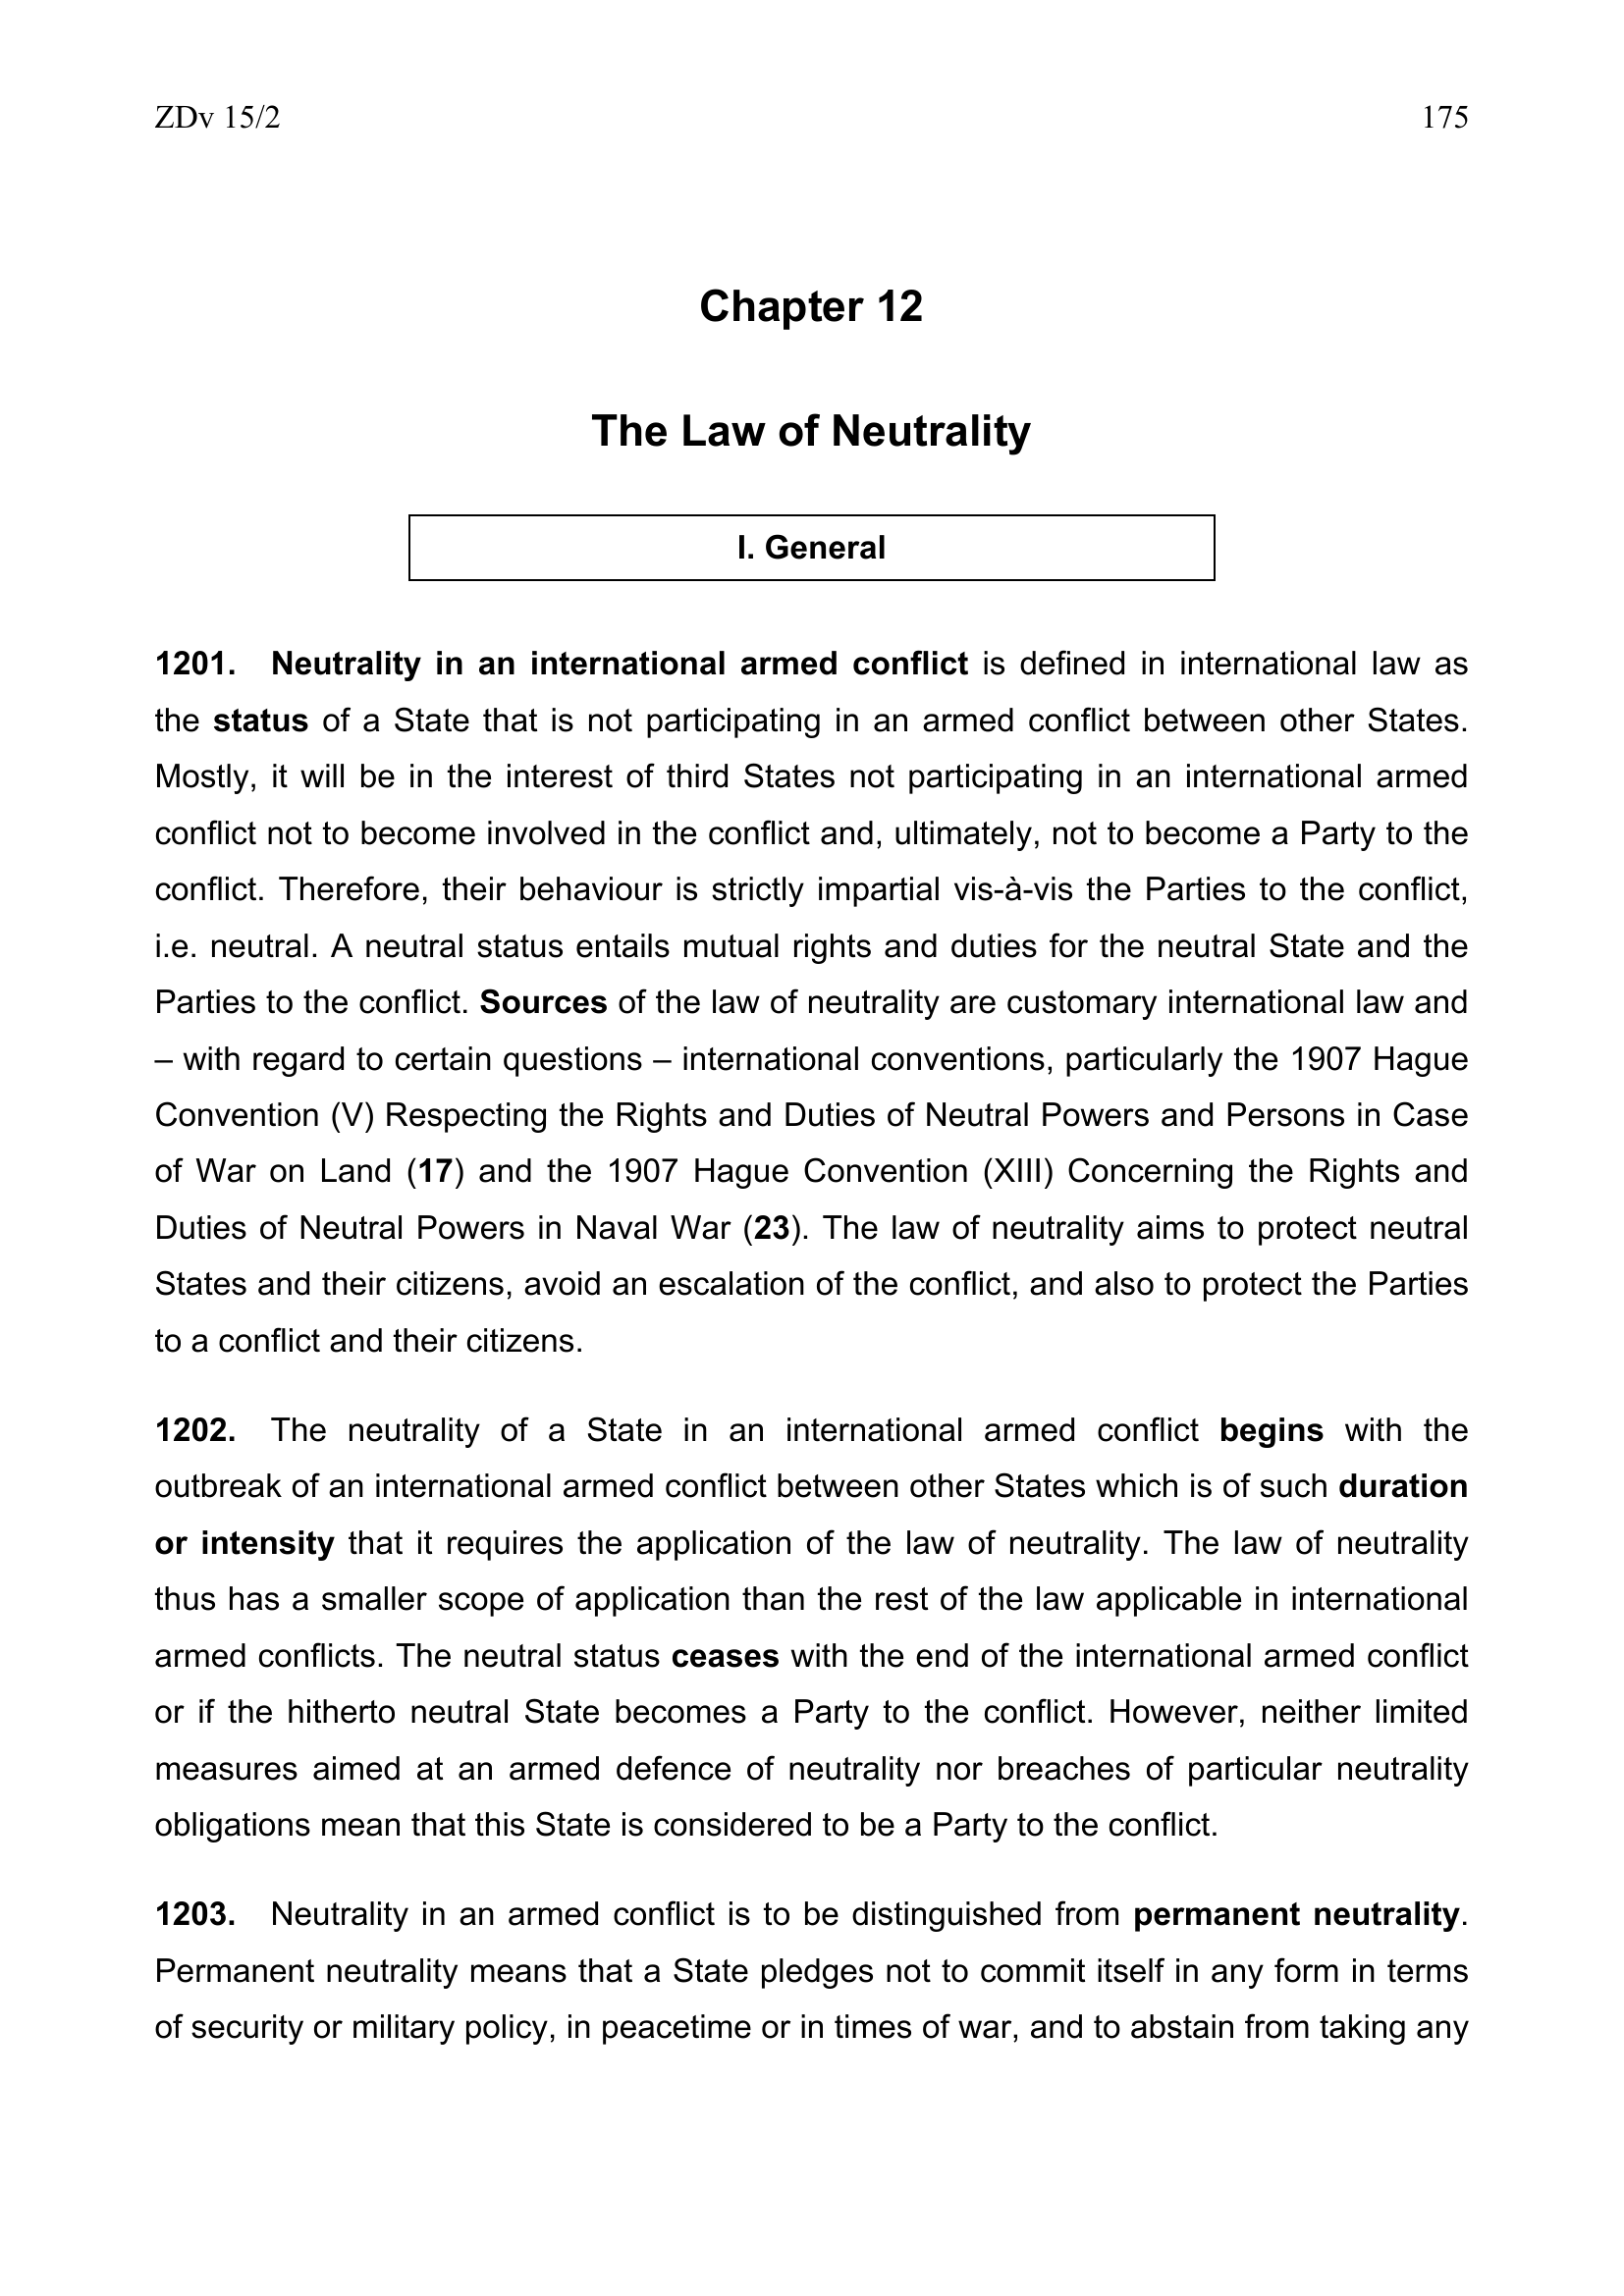 ZDv 15/2 175
Chapter 12
The Law of Neutrality
I. General
1201. Neutrality in an international armed conflict is defined in international law as
the status of a State that is not participating in an armed conflict between other States.
Mostly, it will be in the interest of third States not participating in an international armed
conflict not to become involved in the conflict and, ultimately, not to become a Party to the
conflict. Therefore, their behaviour is strictly impartial vis-à-vis the Parties to the conflict,
i.e. neutral. A neutral status entails mutual rights and duties for the neutral State and the
Parties to the conflict. Sources of the law of neutrality are customary international law and
– with regard to certain questions – international conventions, particularly the 1907 Hague
Convention (V) Respecting the Rights and Duties of Neutral Powers and Persons in Case
of War on Land (17) and the 1907 Hague Convention (XIII) Concerning the Rights and
Duties of Neutral Powers in Naval War (23). The law of neutrality aims to protect neutral
States and their citizens, avoid an escalation of the conflict, and also to protect the Parties
to a conflict and their citizens.
1202. The neutrality of a State in an international armed conflict begins with the
outbreak of an international armed conflict between other States which is of such duration
or intensity that it requires the application of the law of neutrality. The law of neutrality
thus has a smaller scope of application than the rest of the law applicable in international
armed conflicts. The neutral status ceases with the end of the international armed conflict
or if the hitherto neutral State becomes a Party to the conflict. However, neither limited
measures aimed at an armed defence of neutrality nor breaches of particular neutrality
obligations mean that this State is considered to be a Party to the conflict.
1203. Neutrality in an armed conflict is to be distinguished from permanent neutrality.
Permanent neutrality means that a State pledges not to commit itself in any form in terms
of security or military policy, in peacetime or in times of war, and to abstain from taking any